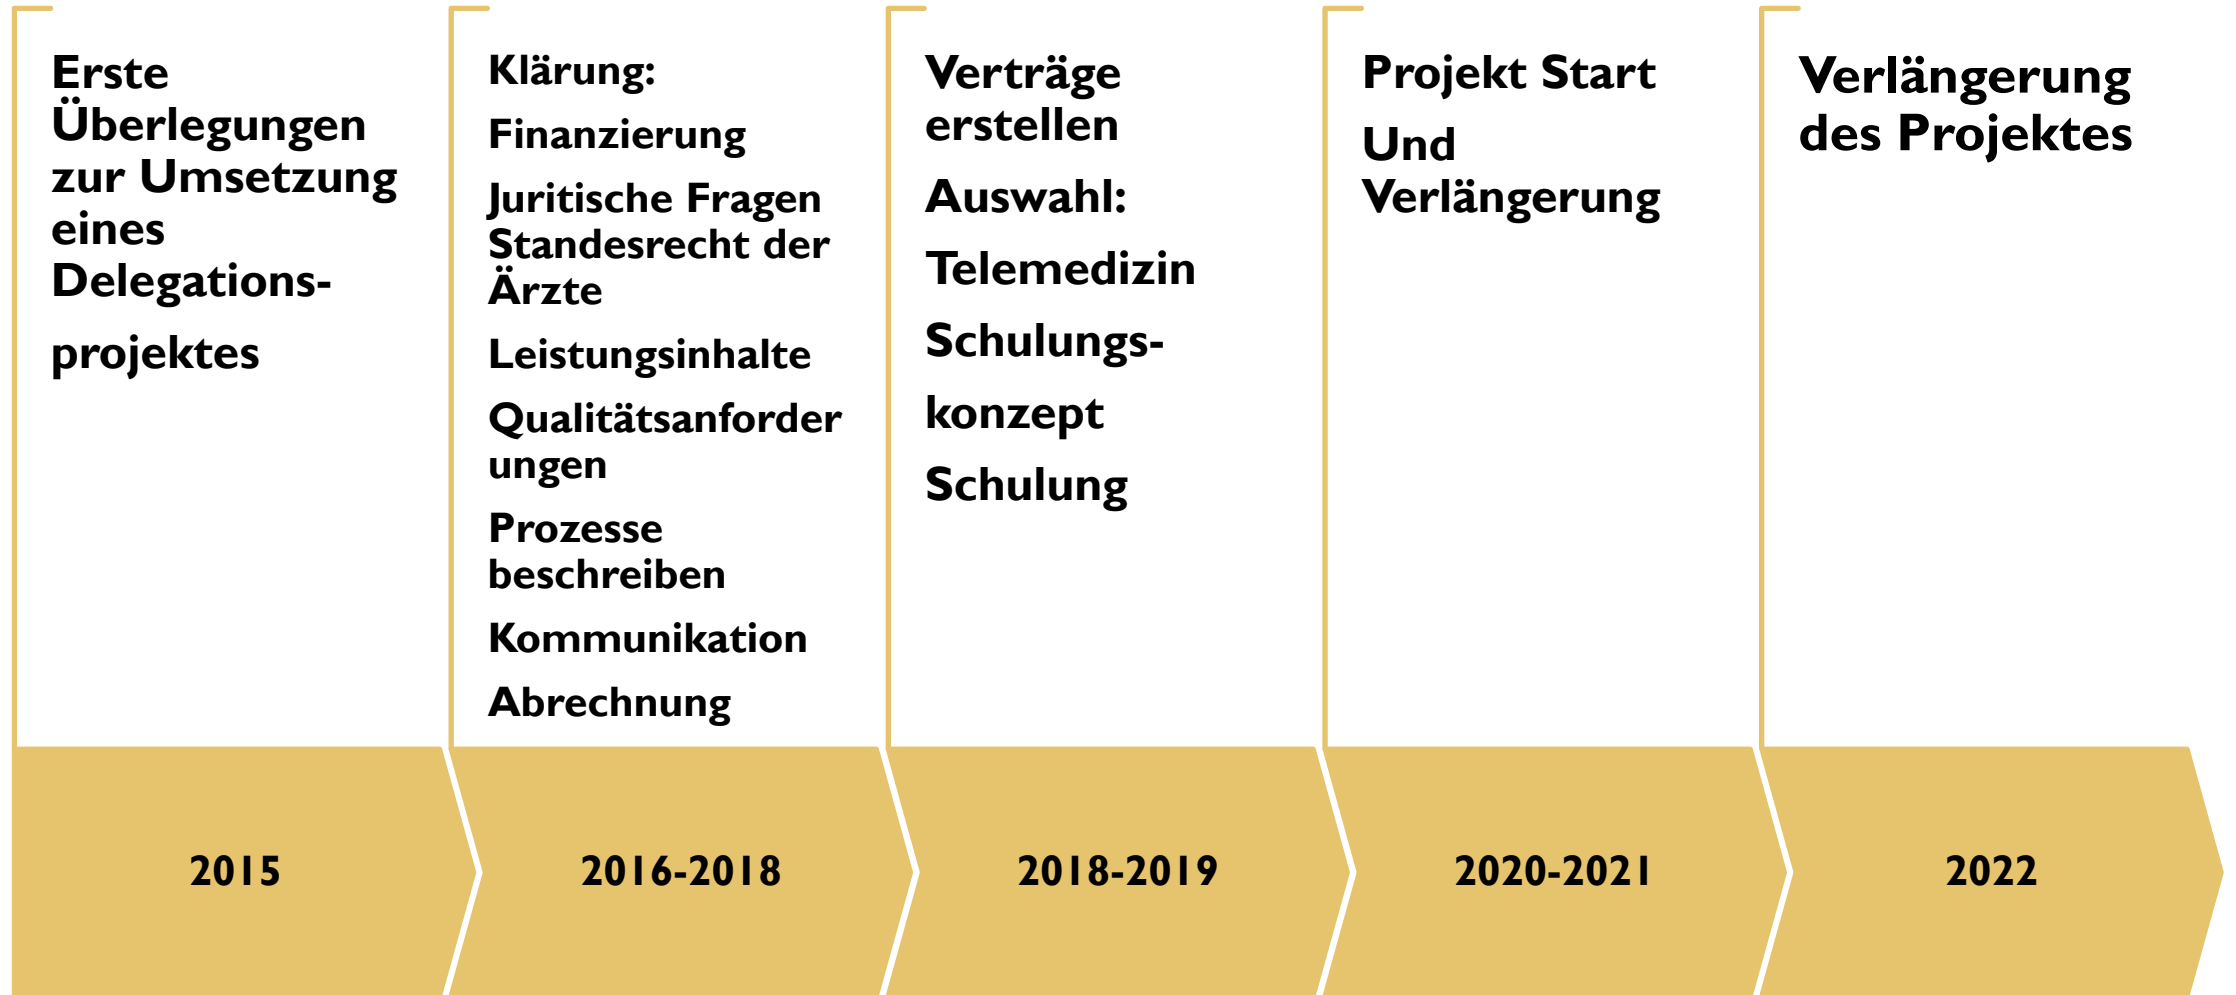 Erste
Überlegungen
zur Umsetzung
eines
Delegations-
projektes
Klärung:
Finanzierung
Juritische Fragen
Standesrecht der
Ärzte
Leistungsinhalte
Qualitätsanforder
ungen
Prozesse
beschreiben
Kommunikation
Abrechnung
Verträge
erstellen
Auswahl:
Telemedizin
Schulungs-
konzept
Schulung
Projekt Start
Und
Verlängerung
Verlängerung
des Projektes
2015
2016-2018
2018-2019
2020-2021
2022